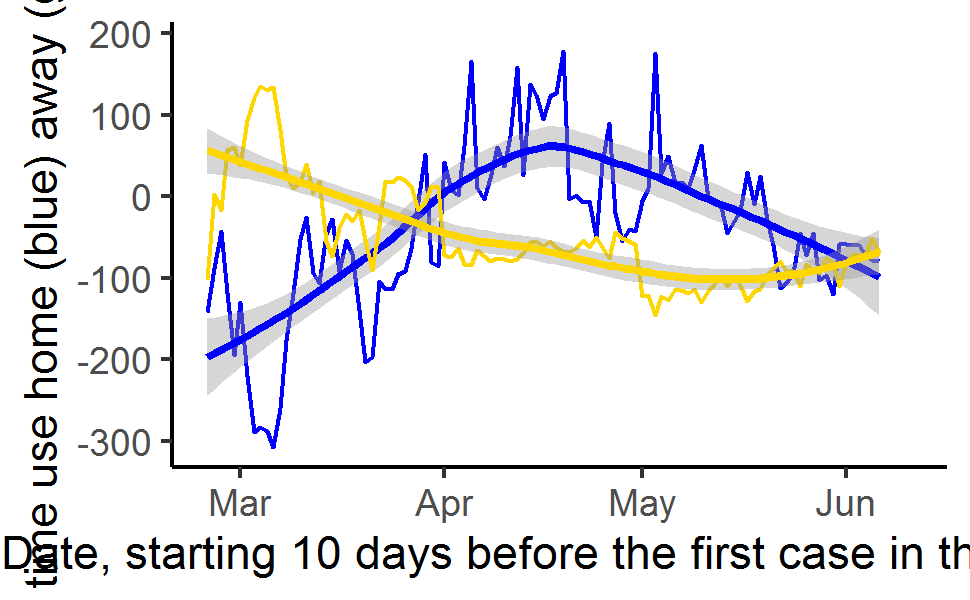 time use home (blue) away (
200
100
0
-100
-200
-300
Mar Apr May Jun
Date, starting 10 days before the first case in th